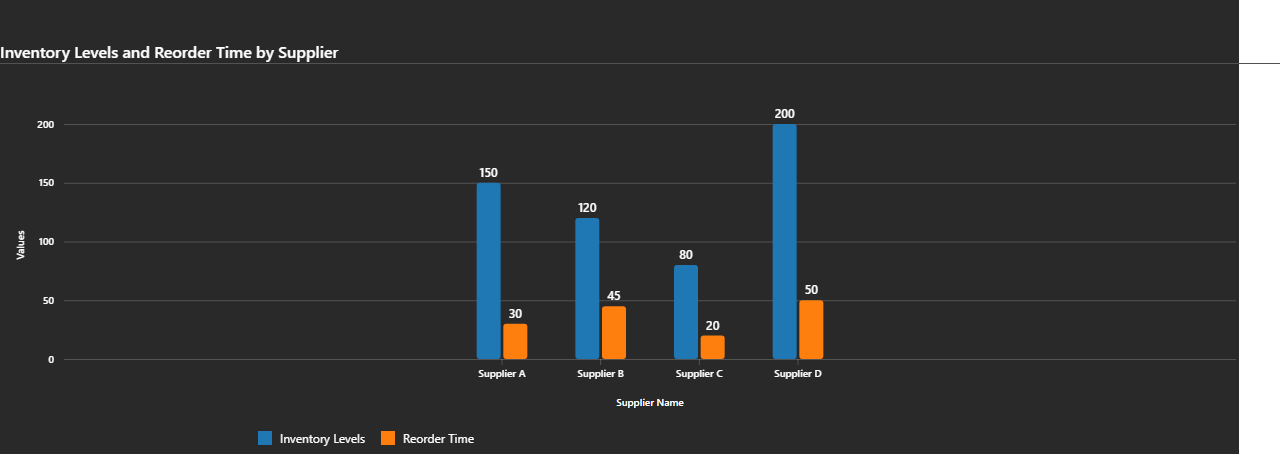 Inventory Levels and Reorder Time by Supplier
200
200
150
150
120
100
80
Values
50
50
45
30
20
0
Supplier A Supplier B Supplier C Supplier D
Supplier Name
Inventory Levels Reorder Time